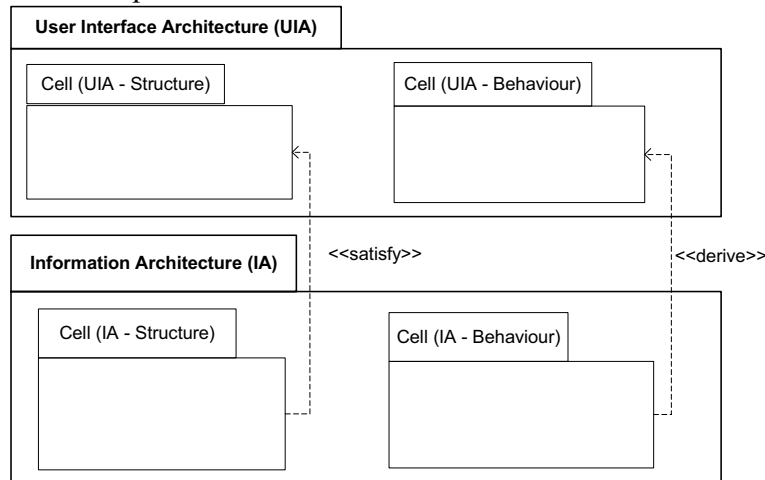 User Interface Architecture (UIA)
Cell (UIA - Structure)
Cell (UIA - Behaviour)
<<satisfy>>
<<derive>>
Information Architecture (IA)
Cell (IA - Structure)
Cell (IA - Behaviour)